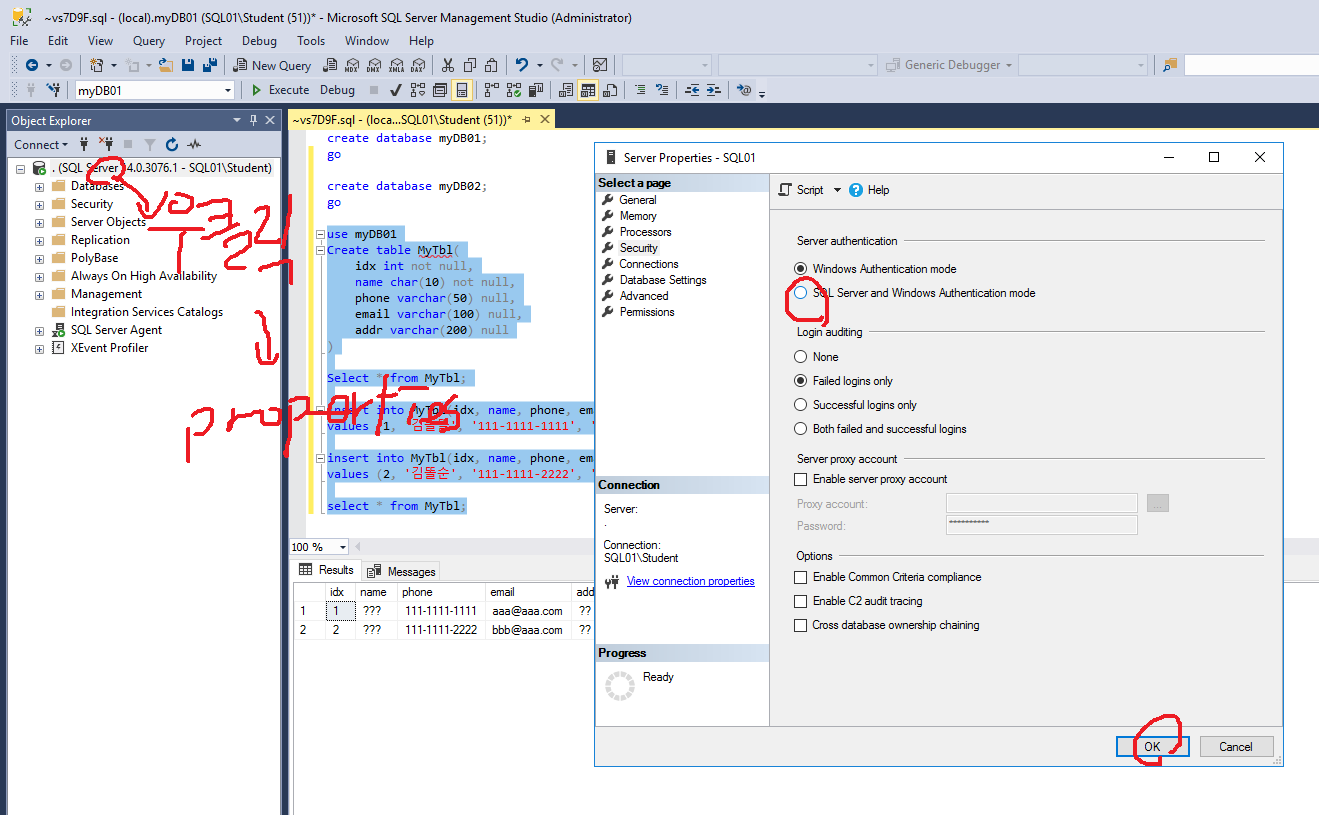 ~vs7D9F.sql - (local).myDB01 (SQL01\Student (51))* - Microsoft SQL Server Management Studio (Administrator)
File Edit View Query Project Debug Tools Window Help
New Query MDX DMX XMLA DAX Generic Debugger
myDB01 Execute Debug
Object Explorer
Connect
. (SQL Server 14.0.3076.1 - SQL01\Student)
Databases
Security
Server Objects
Replication
PolyBase
Always On High Availability
Management
Integration Services Catalogs
SQL Server Agent
XEvent Profiler
우클릭
properties
~vs7D9F.sql - (loca...SQL01\Student (51))*
create database myDB01;
go
create database myDB02;
go
use myDB01
Create table MyTbl(
idx int not null,
name char(10) not null,
phone varchar(50) null,
email varchar(100) null,
addr varchar(200) null
)
Select * from MyTbl;
insert into MyTbl(idx, name, phone, em
values (1, '김똘똘', '111-1111-1111', '
insert into MyTbl(idx, name, phone, em
values (2, '김똘순', '111-1111-2222', '
select * from MyTbl;
100 %
Results Messages
idx name phone email add
1 1 ??? 111-1111-1111 aaa@aaa.com ??
2 2 ??? 111-1111-2222 bbb@aaa.com ??
Server Properties - SQL01
Select a page
General
Memory
Processors
Security
Connections
Database Settings
Advanced
Permissions
Connection
Server:
.
Connection:
SQL01\Student
View connection properties
Progress
Ready
Script Help
Server authentication
Windows Authentication mode
SQL Server and Windows Authentication mode
Login auditing
None
Failed logins only
Successful logins only
Both failed and successful logins
Server proxy account
Enable server proxy account
Proxy account:
...
Password:
**********
Options
Enable Common Criteria compliance
Enable C2 audit tracing
Cross database ownership chaining
OK Cancel